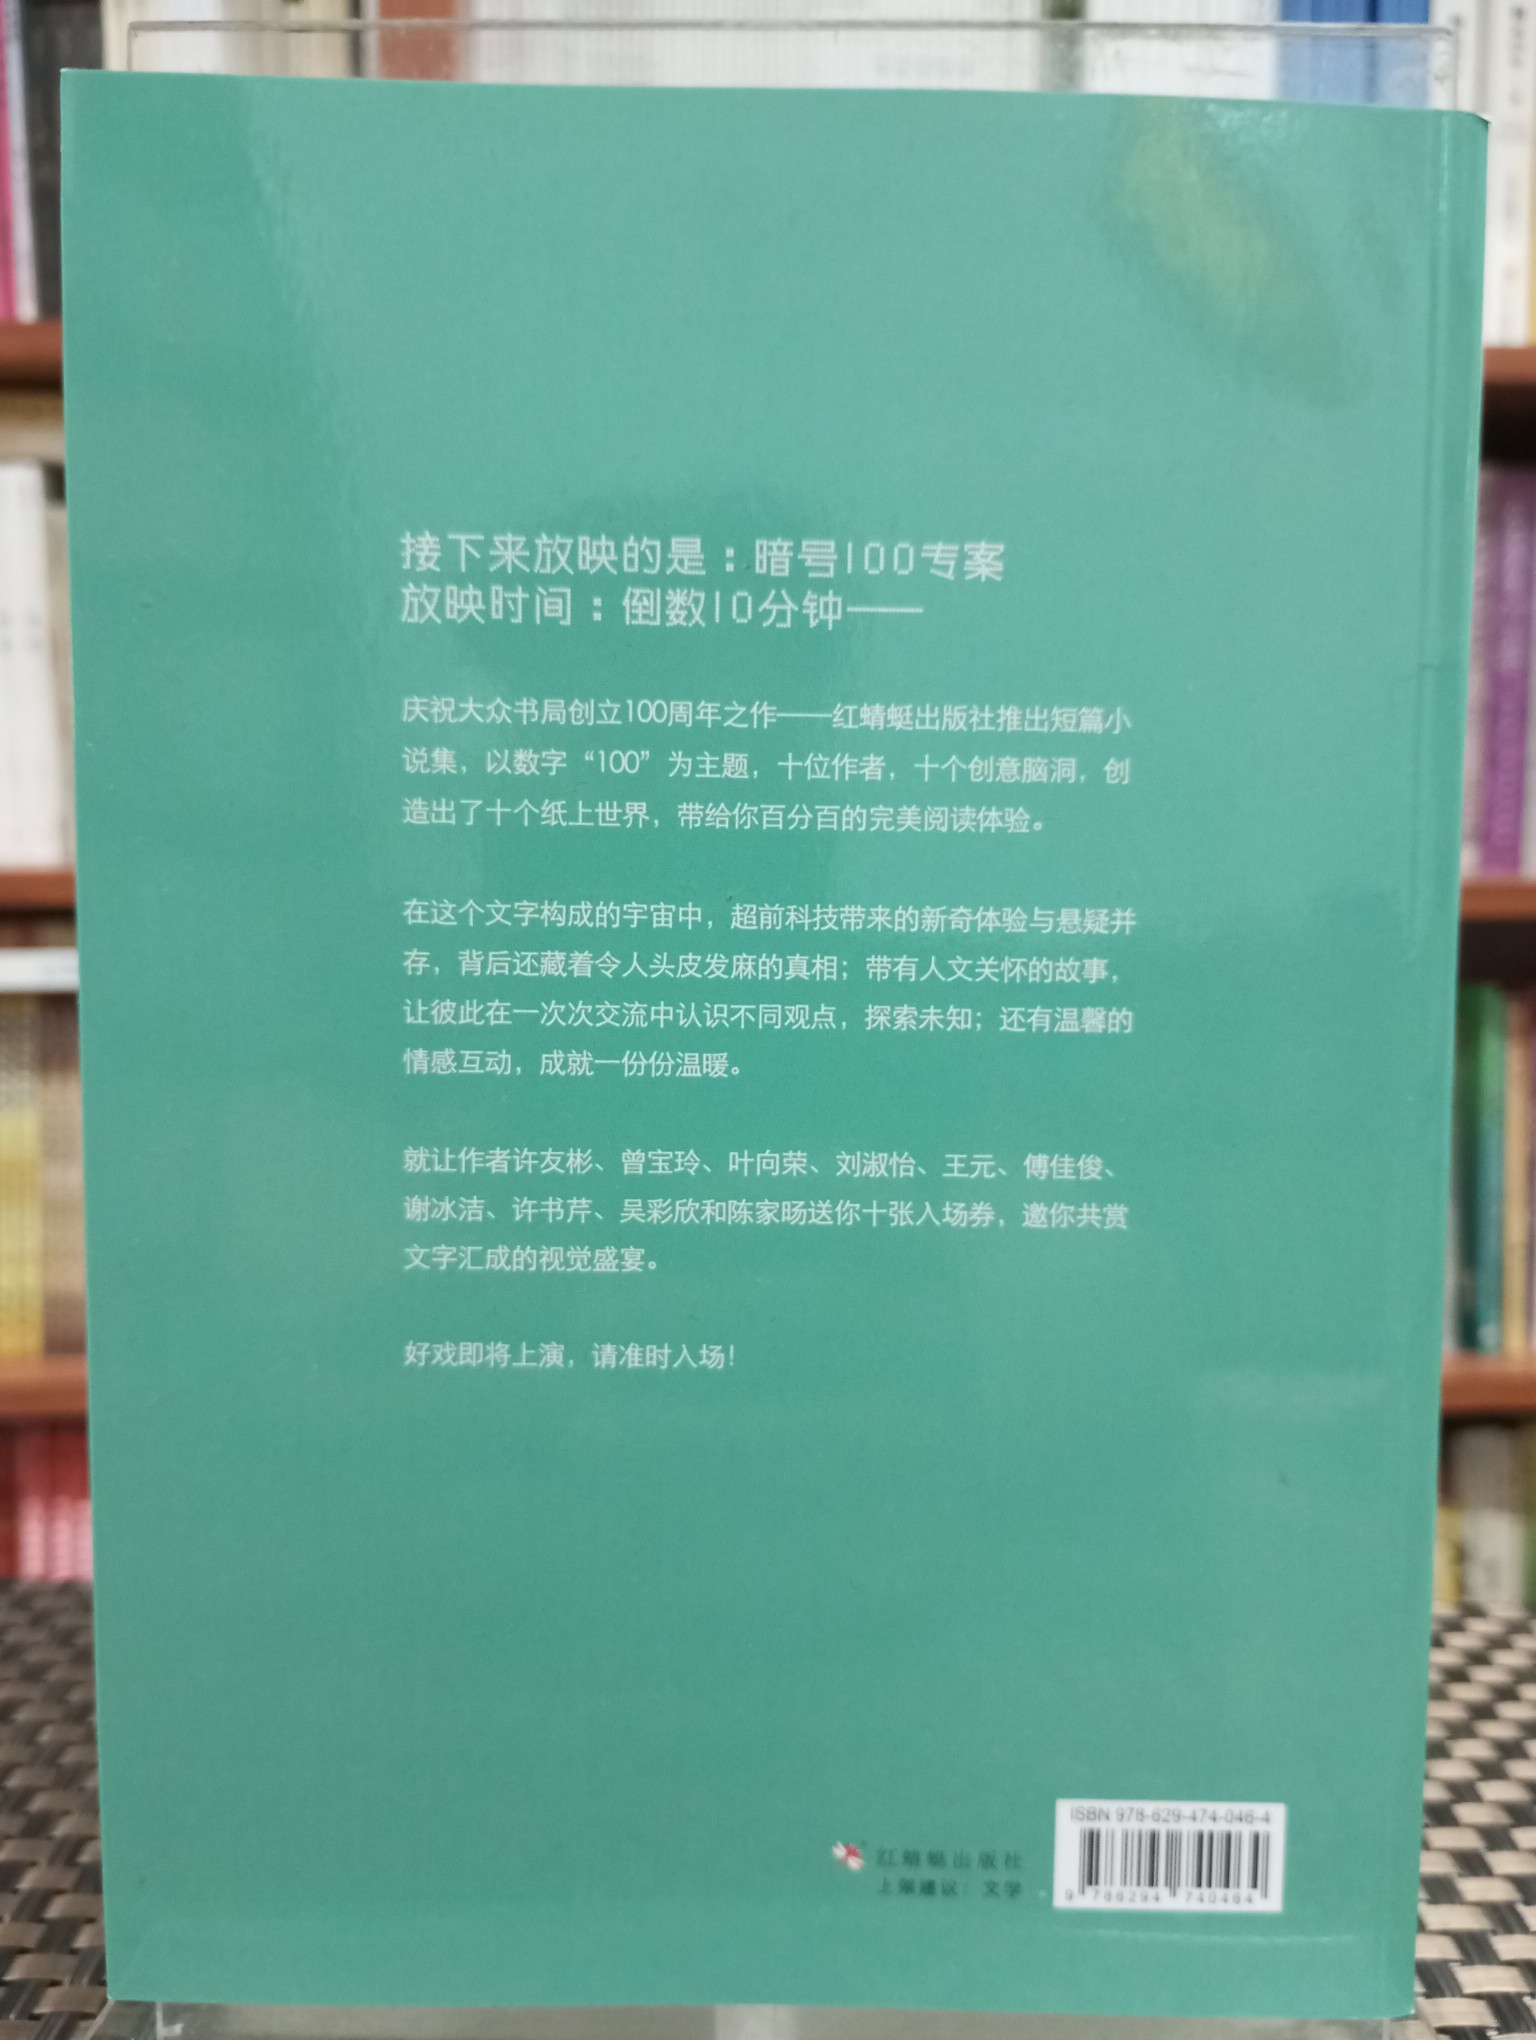 接下来放映的是：暗号100专案
放映时间：倒数10分钟——
庆祝大众书局创立100周年之作——红蜻蜓出版社推出短篇小
说集，以数字“100”为主题，十位作者，十个创意脑洞，创
造出了十个纸上世界，带给你百分百的完美阅读体验。
在这个文字构成的宇宙中，超前科技带来的新奇体验与悬疑并
存，背后还藏着令人头皮发麻的真相；带有人文关怀的故事，
让彼此在一次次交流中认识不同观点，探索未知；还有温馨的
情感互动，成就一份份温暖。
就让作者许友彬、曾宝玲、叶向荣、刘淑怡、王元、傅佳俊、
谢冰洁、许书芹、吴彩欣和陈家旸送你十张入场券，邀你共赏
文字汇成的视觉盛宴。
好戏即将上演，请准时入场！
ISBN 978-629-474-046-4
红蜻蜓出版社
上架建议：文学
9 786294 740464